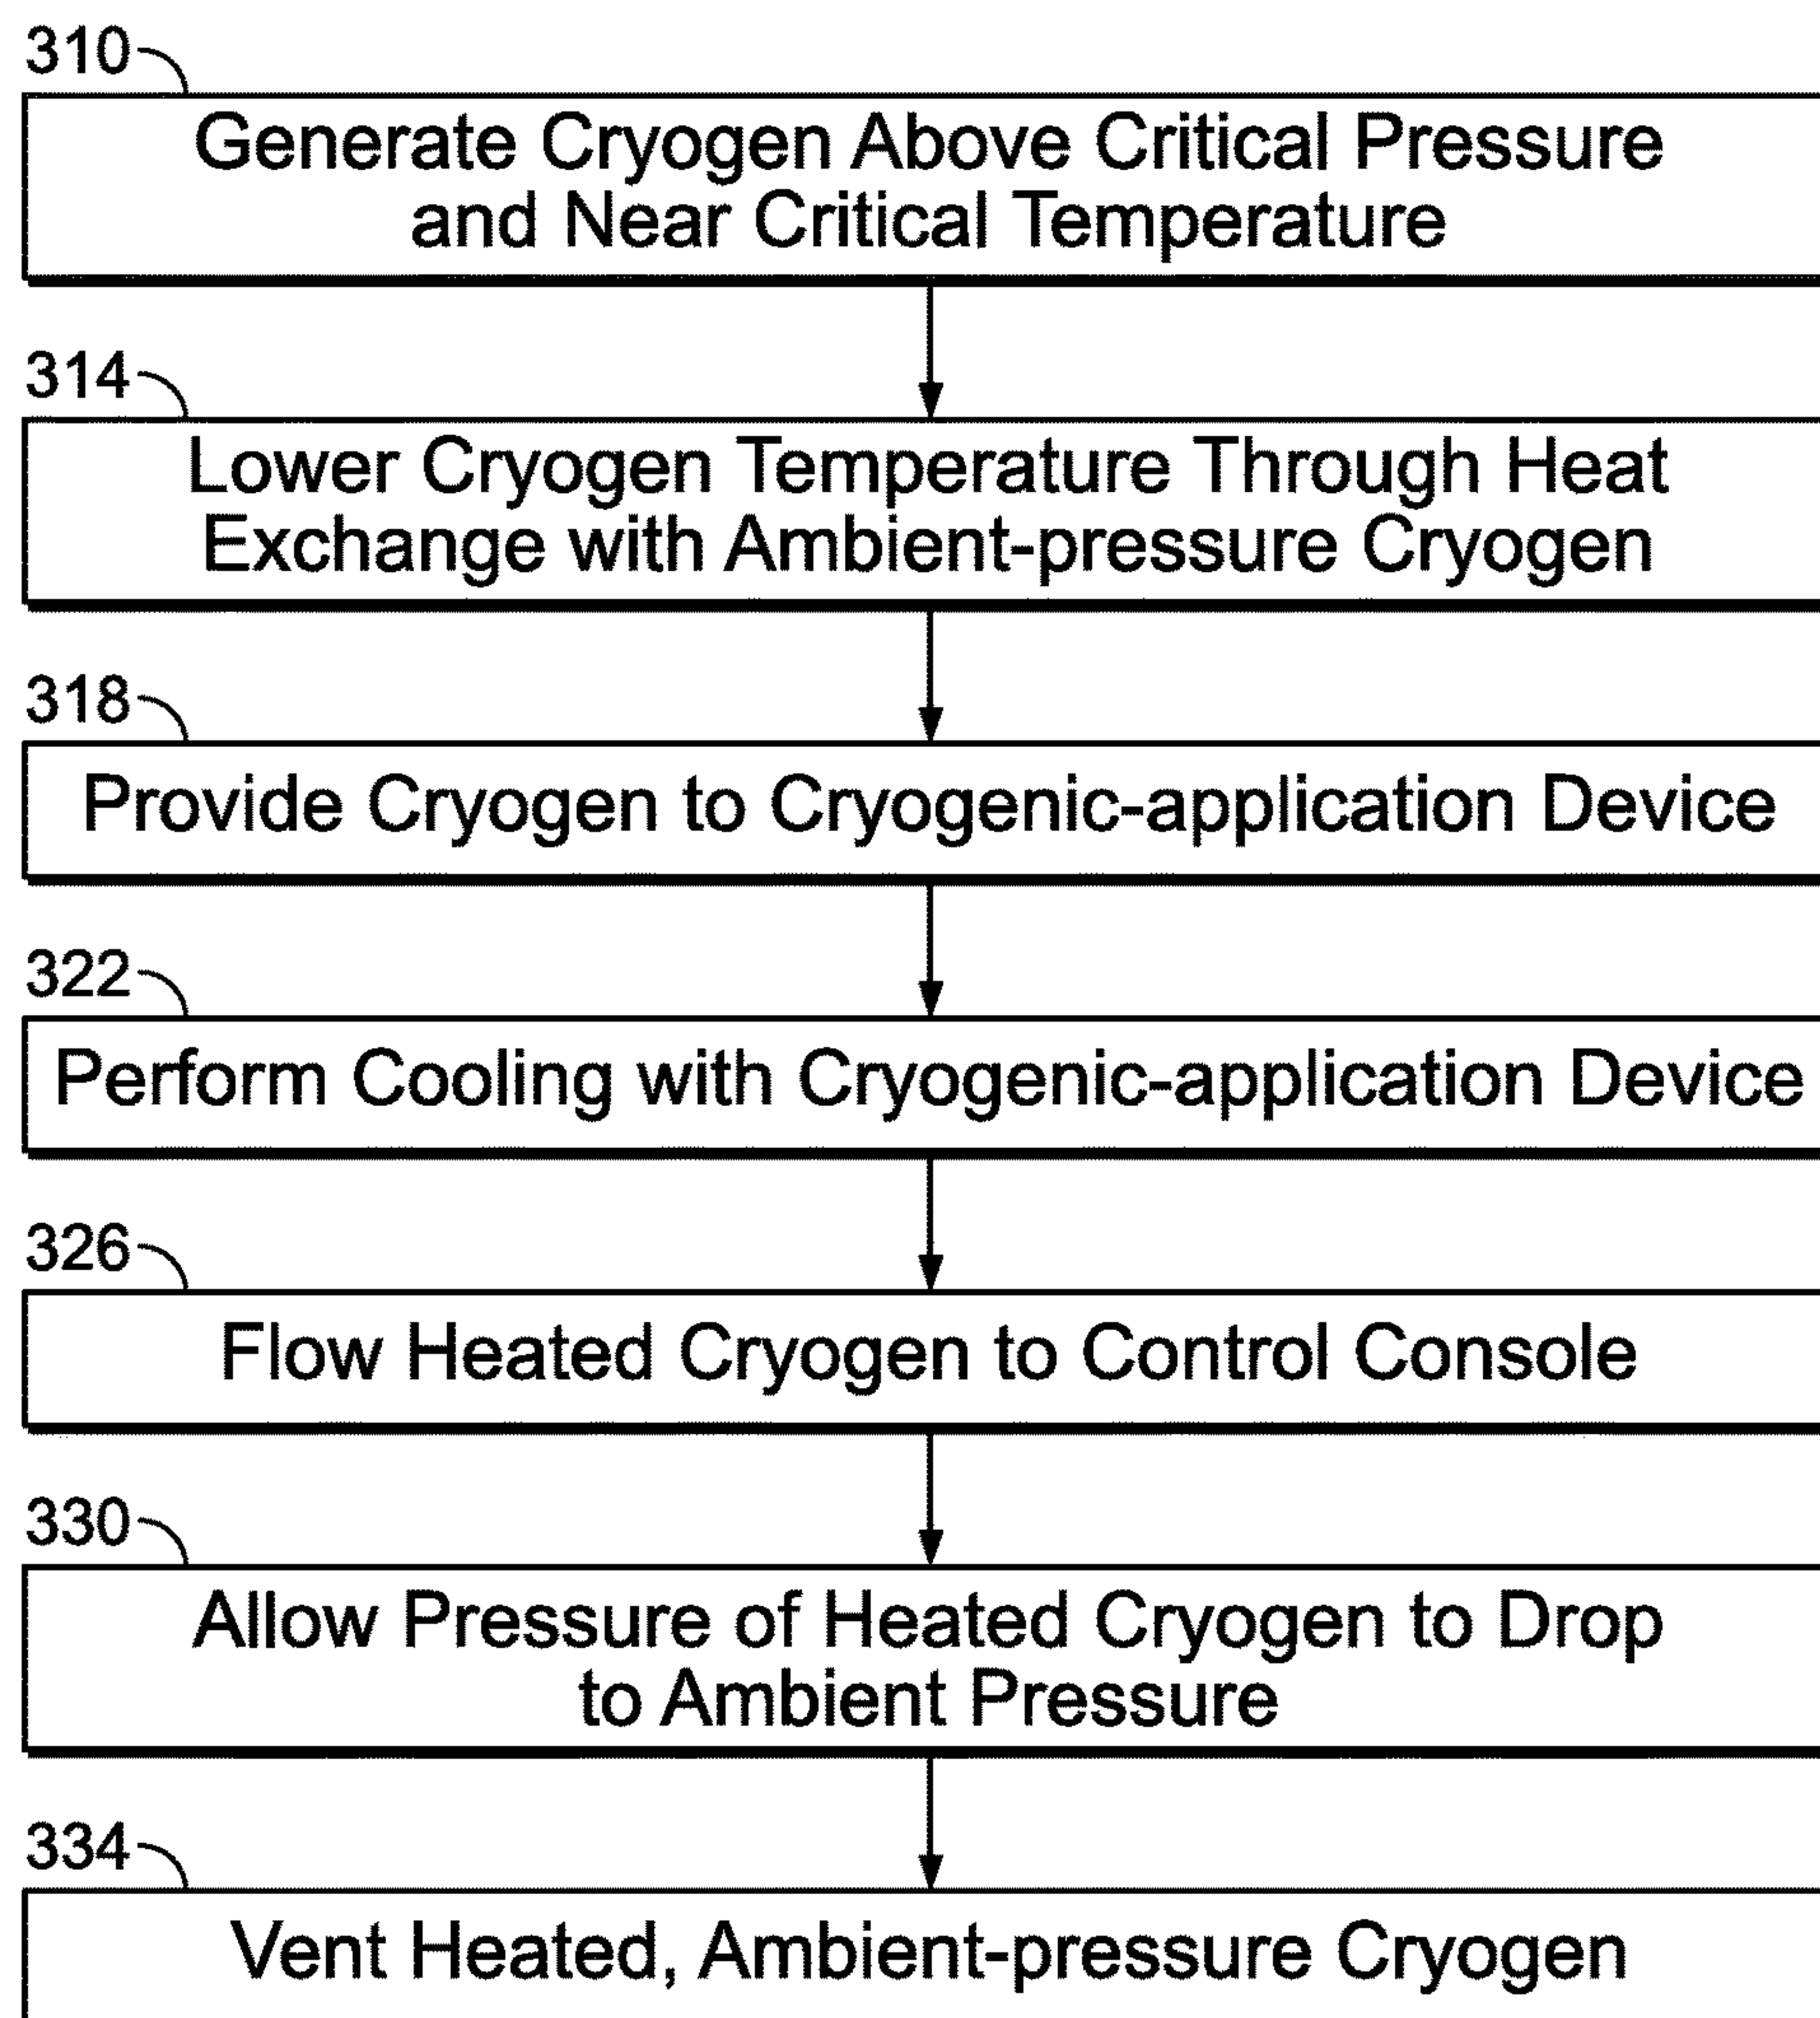 310
Generate Cryogen Above Critical Pressure
and Near Critical Temperature
314
Lower Cryogen Temperature Through Heat
Exchange with Ambient-pressure Cryogen
318
Provide Cryogen to Cryogenic-application Device
322
Perform Cooling with Cryogenic-application Device
326
Flow Heated Cryogen to Control Console
330
Allow Pressure of Heated Cryogen to Drop
to Ambient Pressure
334
Vent Heated, Ambient-pressure Cryogen